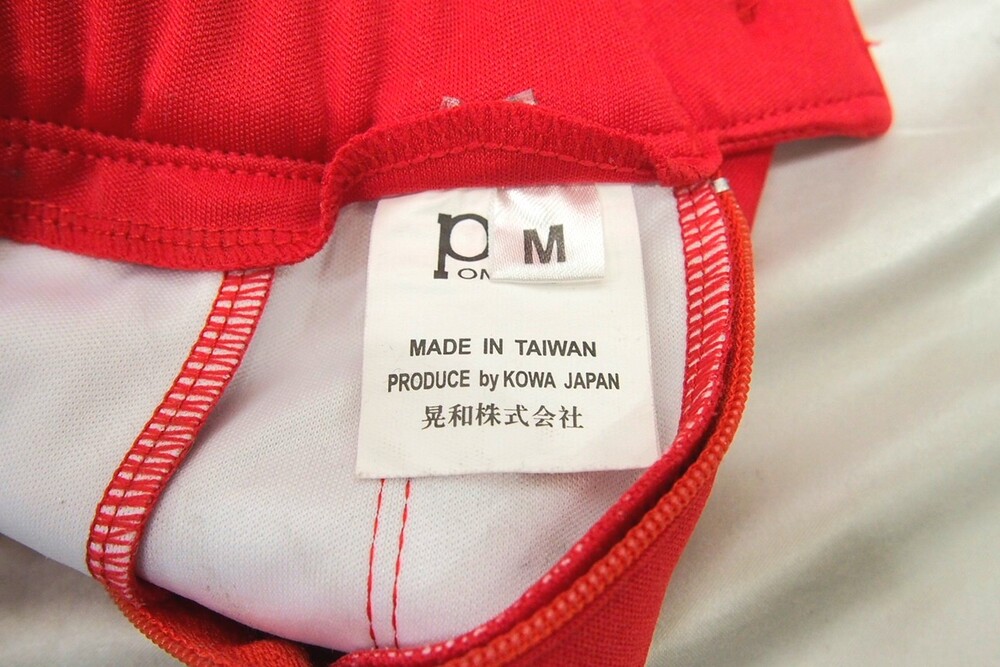 p
M
MADE IN TAIWAN
PRODUCE by KOWA JAPAN
晃和株式会社